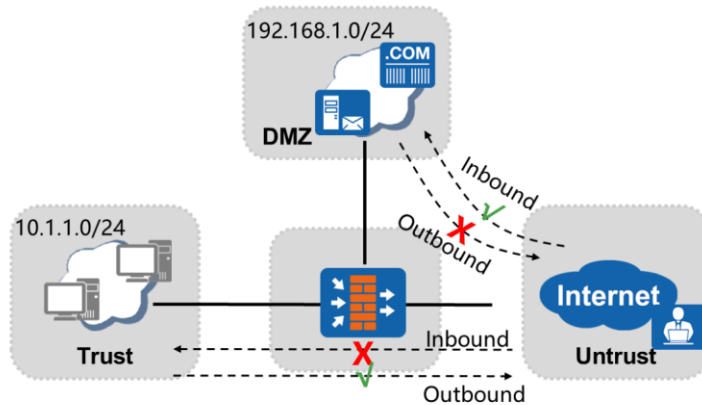 192.168.1.0/24
.COM
DMZ
Inbound
Outbound
10.1.1.0/24
Internet
Trust
Inbound
Untrust
Outbound